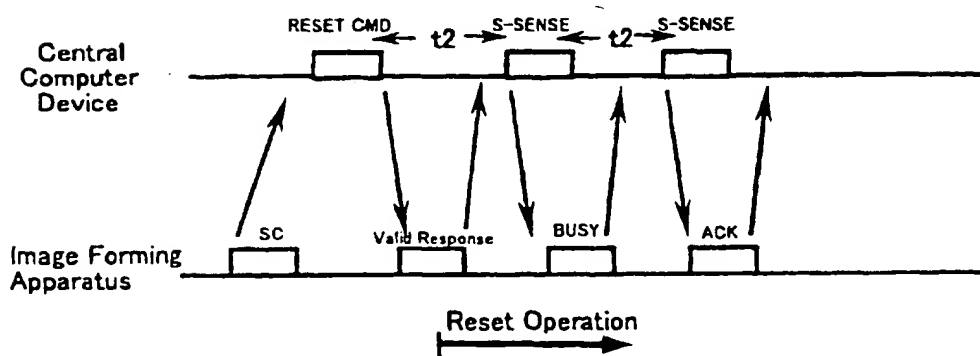 RESET CMD t2 S-SENSE t2 S-SENSE
Central
Computer
Device
SC Valid Response BUSY ACK
Image Forming
Apparatus
Reset Operation